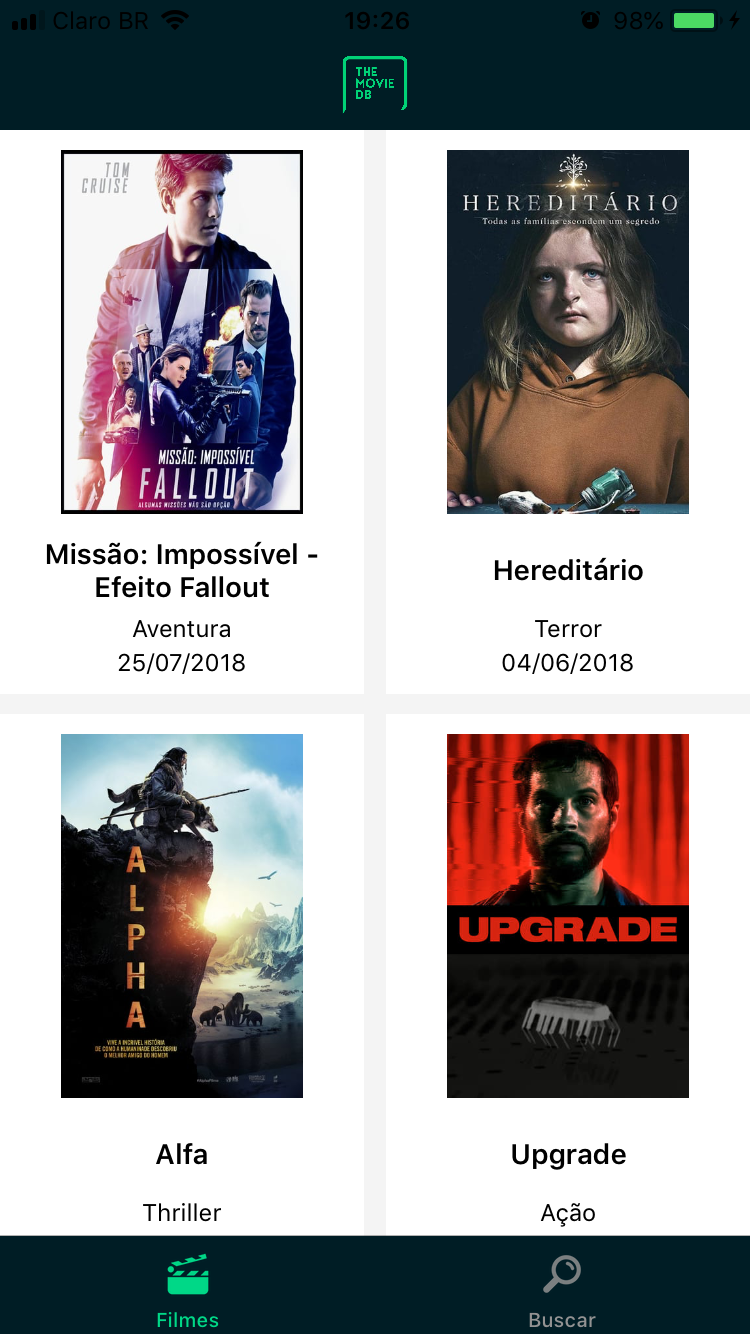 Claro BR
19:26
98%
THE
MOVIE
DB
TOM
CRUISE
MISSÃO: IMPOSSÍVEL
FALLOUT
ALGUMAS MISSÕES NÃO SÃO OPÇÃO
HEREDITÁRIO
Todas as famílias escondem um segredo
Missão: Impossível -
Efeito Fallout
Aventura
25/07/2018
Hereditário
Terror
04/06/2018
ALPHA
VIVE A INCRÍVEL HISTÓRIA
DE COMO A HUMANIDADE DESCOBRIU
O MELHOR AMIGO DO HOMEM
UPGRADE
Alfa
Thriller
Upgrade
Ação
Filmes
Buscar